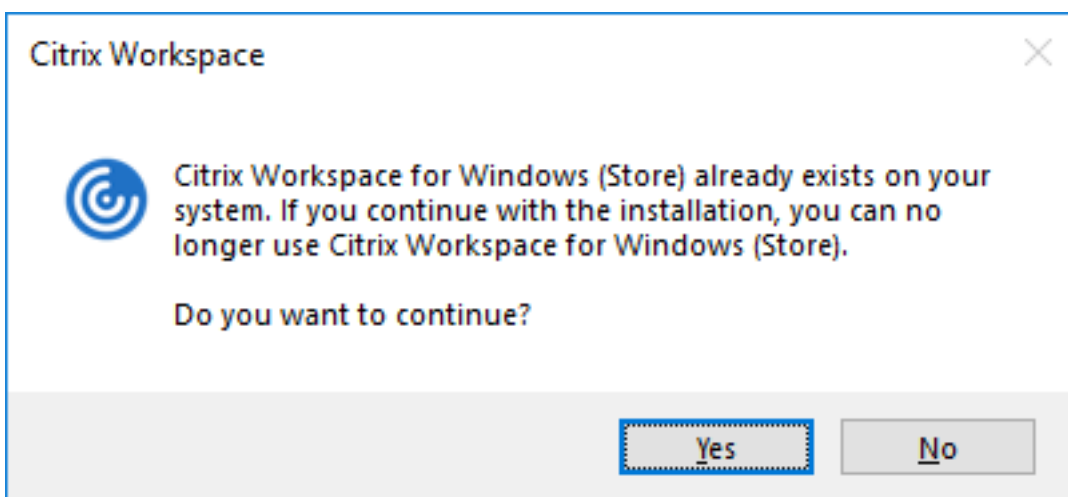 Citrix Workspace
Citrix Workspace for Windows (Store) already exists on your
system. If you continue with the installation, you can no
longer use Citrix Workspace for Windows (Store).
Do you want to continue?
Yes
No